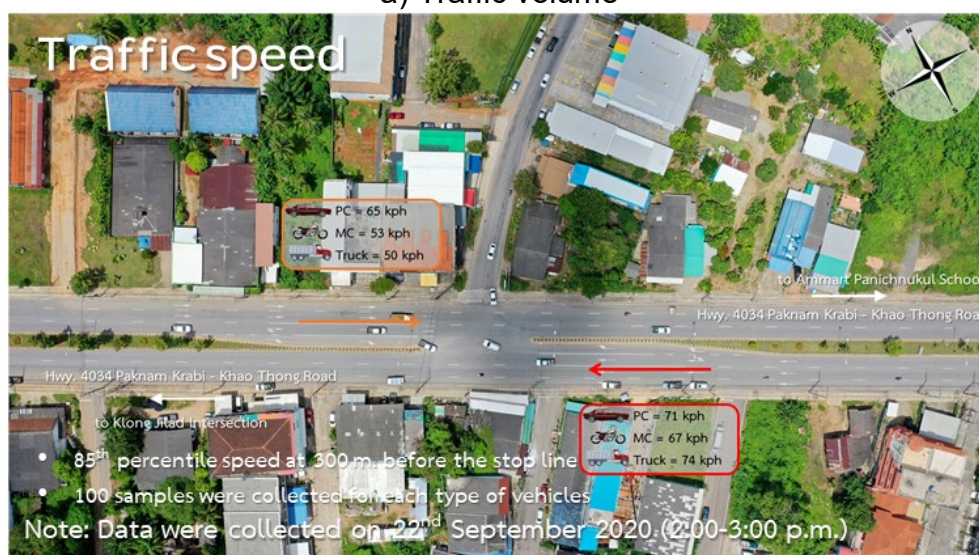 a) Traffic volume
Traffic speed
N
PC = 65 kph
MC = 53 kph
Truck = 50 kph
to Ammart Panichnukul School
Hwy. 4034 Paknam Krabi - Khao Thong Road
Hwy. 4034 Paknam Krabi - Khao Thong Road
to Klong Jilad Intersection
PC = 71 kph
MC = 67 kph
Truck = 74 kph
• 85th percentile speed at 300 m. before the stop line
• 100 samples were collected for each type of vehicles
Note: Data were collected on 22nd September 2020 (2:00-3:00 p.m.)